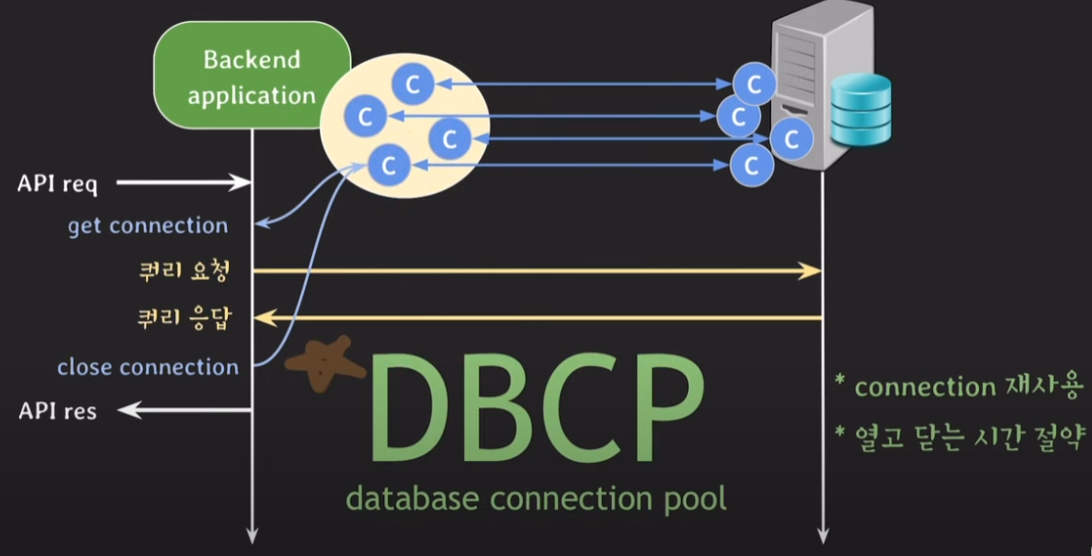 Backend
application
C
C
C
C
C
C
C
C
API req
get connection
쿼리 요청
쿼리 응답
close connection
API res
DBCP
database connection pool
* connection 재사용
* 열고 닫는 시간 절약